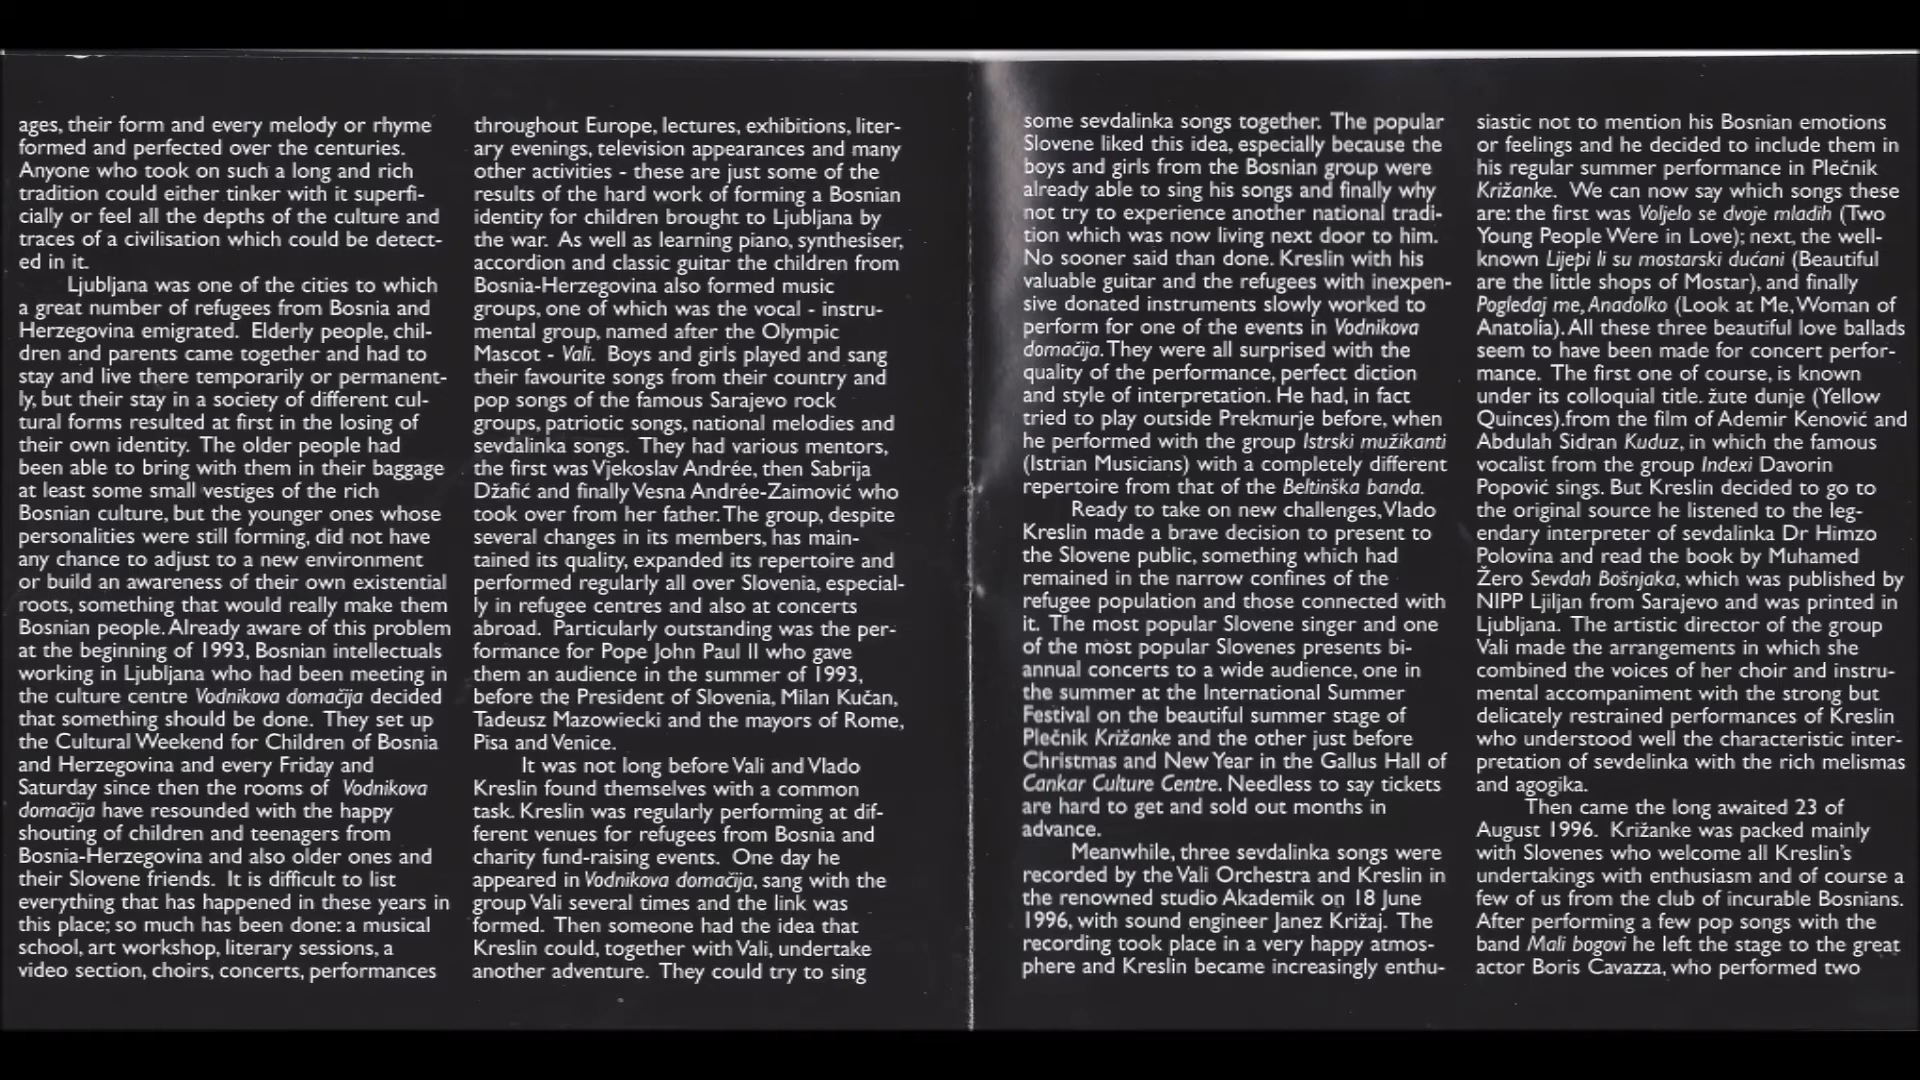 ages, their form and every melody or rhyme
formed and perfected over the centuries.
Anyone who took on such a long and rich
tradition could either tinker with it superfi-
cially or feel all the depths of the culture and
traces of a civilisation which could be detect-
ed in it.
Ljubljana was one of the cities to which
a great number of refugees from Bosnia and
Herzegovina emigrated. Elderly people, chil-
dren and parents came together and had to
stay and live there temporarily or permanent-
ly, but their stay in a society of different cul-
tural forms resulted at first in the losing of
their own identity. The older people had
been able to bring with them in their baggage
at least some small vestiges of the rich
Bosnian culture, but the younger ones whose
personalities were still forming, did not have
any chance to adjust to a new environment
or build an awareness of their own existential
roots, something that would really make them
Bosnian people. Already aware of this problem
at the beginning of 1993, Bosnian intellectuals
working in Ljubljana who had been meeting in
the culture centre Vodnikova domačija decided
that something should be done. They set up
the Cultural Weekend for Children of Bosnia
and Herzegovina and every Friday and
Saturday since then the rooms of Vodnikova
domačija have resounded with the happy
shouting of children and teenagers from
Bosnia-Herzegovina and also older ones and
their Slovene friends. It is difficult to list
everything that has happened in these years in
this place; so much has been done: a musical
school, art workshop, literary sessions, a
video section, choirs, concerts, performances
throughout Europe, lectures, exhibitions, liter-
ary evenings, television appearances and many
other activities - these are just some of the
results of the hard work of forming a Bosnian
identity for children brought to Ljubljana by
the war. As well as learning piano, synthesiser,
accordion and classic guitar the children from
Bosnia-Herzegovina also formed music
groups, one of which was the vocal - instru-
mental group, named after the Olympic
Mascot - Vali. Boys and girls played and sang
their favourite songs from their country and
pop songs of the famous Sarajevo rock
groups, patriotic songs, national melodies and
sevdalinka songs. They had various mentors,
the first was Vjekoslav Andrée, then Sabrija
Džafić and finally Vesna Andrée-Zaimović who
took over from her father. The group, despite
several changes in its members, has main-
tained its quality, expanded its repertoire and
performed regularly all over Slovenia, especial-
ly in refugee centres and also at concerts
abroad. Particularly outstanding was the per-
formance for Pope John Paul II who gave
them an audience in the summer of 1993,
before the President of Slovenia, Milan Kučan,
Tadeusz Mazowiecki and the mayors of Rome,
Pisa and Venice.
It was not long before Vali and Vlado
Kreslin found themselves with a common
task. Kreslin was regularly performing at dif-
ferent venues for refugees from Bosnia and
charity fund-raising events. One day he
appeared in Vodnikova domačija, sang with the
group Vali several times and the link was
formed. Then someone had the idea that
Kreslin could, together with Vali, undertake
another adventure. They could try to sing
some sevdalinka songs together. The popular
Slovene liked this idea, especially because the
boys and girls from the Bosnian group were
already able to sing his songs and finally why
not try to experience another national tradi-
tion which was now living next door to him.
No sooner said than done. Kreslin with his
valuable guitar and the refugees with inexpen-
sive donated instruments slowly worked to
perform for one of the events in Vodnikova
domačija. They were all surprised with the
quality of the performance, perfect diction
and style of interpretation. He had, in fact
tried to play outside Prekmurje before, when
he performed with the group Istrski mužikanti
(Istrian Musicians) with a completely different
repertoire from that of the Beltinška banda.
Ready to take on new challenges, Vlado
Kreslin made a brave decision to present to
the Slovene public, something which had
remained in the narrow confines of the
refugee population and those connected with
it. The most popular Slovene singer and one
of the most popular Slovenes presents bi-
annual concerts to a wide audience, one in
the summer at the International Summer
Festival on the beautiful summer stage of
Plečnik Križanke and the other just before
Christmas and New Year in the Gallus Hall of
Cankar Culture Centre. Needless to say tickets
are hard to get and sold out months in
advance.
Meanwhile, three sevdalinka songs were
recorded by the Vali Orchestra and Kreslin in
the renowned studio Akademik on 18 June
1996, with sound engineer Janez Križaj. The
recording took place in a very happy atmos-
phere and Kreslin became increasingly enthu-
siastic not to mention his Bosnian emotions
or feelings and he decided to include them in
his regular summer performance in Plečnik
Križanke. We can now say which songs these
are: the first was Voljelo se dvoje mladih (Two
Young People Were in Love); next, the well-
known Lijepi li su mostarski dućani (Beautiful
are the little shops of Mostar), and finally
Pogledaj me, Anadolko (Look at Me, Woman of
Anatolia). All these three beautiful love ballads
seem to have been made for concert perfor-
mance. The first one of course, is known
under its colloquial title. žute dunje (Yellow
Quinces).from the film of Ademir Kenović and
Abdulah Sidran Kuduz, in which the famous
vocalist from the group Indexi Davorin
Popović sings. But Kreslin decided to go to
the original source he listened to the leg-
endary interpreter of sevdalinka Dr Himzo
Polovina and read the book by Muhamed
Žero Sevdah Bošnjaka, which was published by
NIPP Ljiljan from Sarajevo and was printed in
Ljubljana. The artistic director of the group
Vali made the arrangements in which she
combined the voices of her choir and instru-
mental accompaniment with the strong but
delicately restrained performances of Kreslin
who understood well the characteristic inter-
pretation of sevdelinka with the rich melismas
and agogika.
Then came the long awaited 23 of
August 1996. Križanke was packed mainly
with Slovenes who welcome all Kreslin's
undertakings with enthusiasm and of course a
few of us from the club of incurable Bosnians.
After performing a few pop songs with the
band Mali bogovi he left the stage to the great
actor Boris Cavazza, who performed two